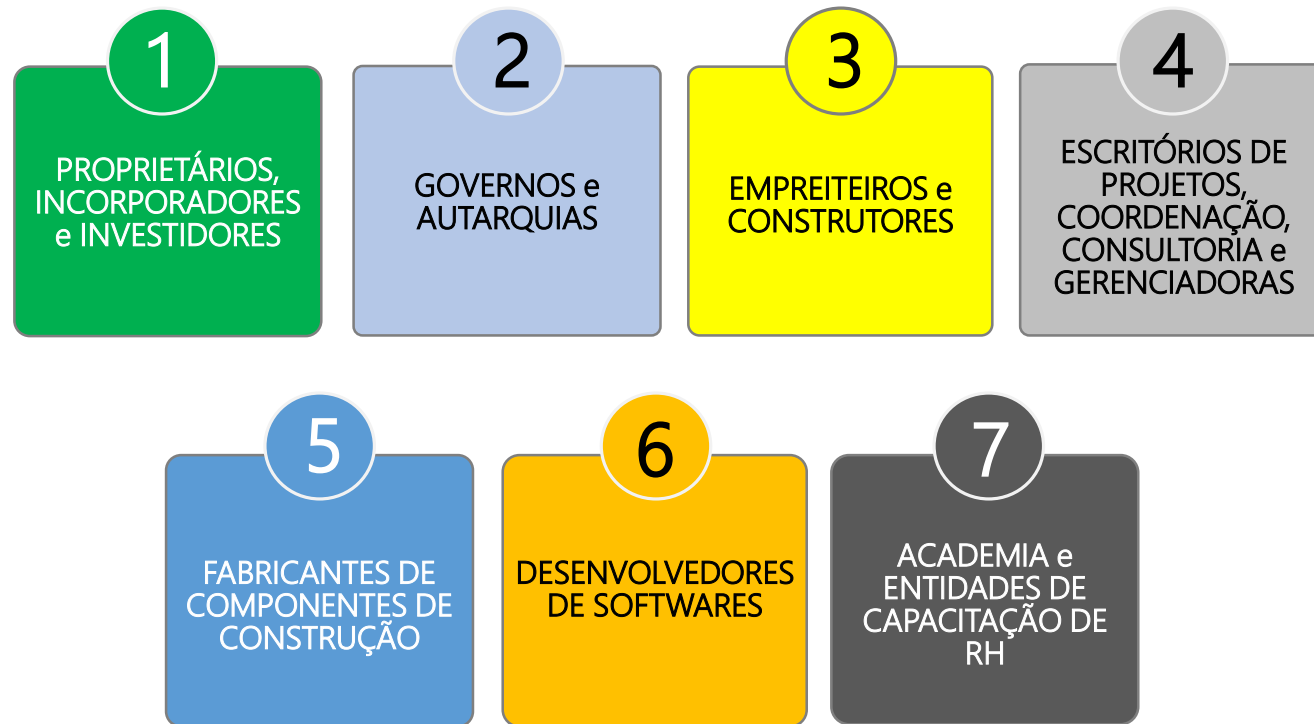 1
PROPRIETÁRIOS,
INCORPORADORES
e INVESTIDORES
2
GOVERNOS e
AUTARQUIAS
3
EMPREITEIROS e
CONSTRUTORES
4
ESCRITÓRIOS DE
PROJETOS,
COORDENAÇÃO,
CONSULTORIA e
GERENCIADORAS
5
FABRICANTES DE
COMPONENTES DE
CONSTRUÇÃO
6
DESENVOLVEDORES
DE SOFTWARES
7
ACADEMIA e
ENTIDADES DE
CAPACITAÇÃO DE
RH